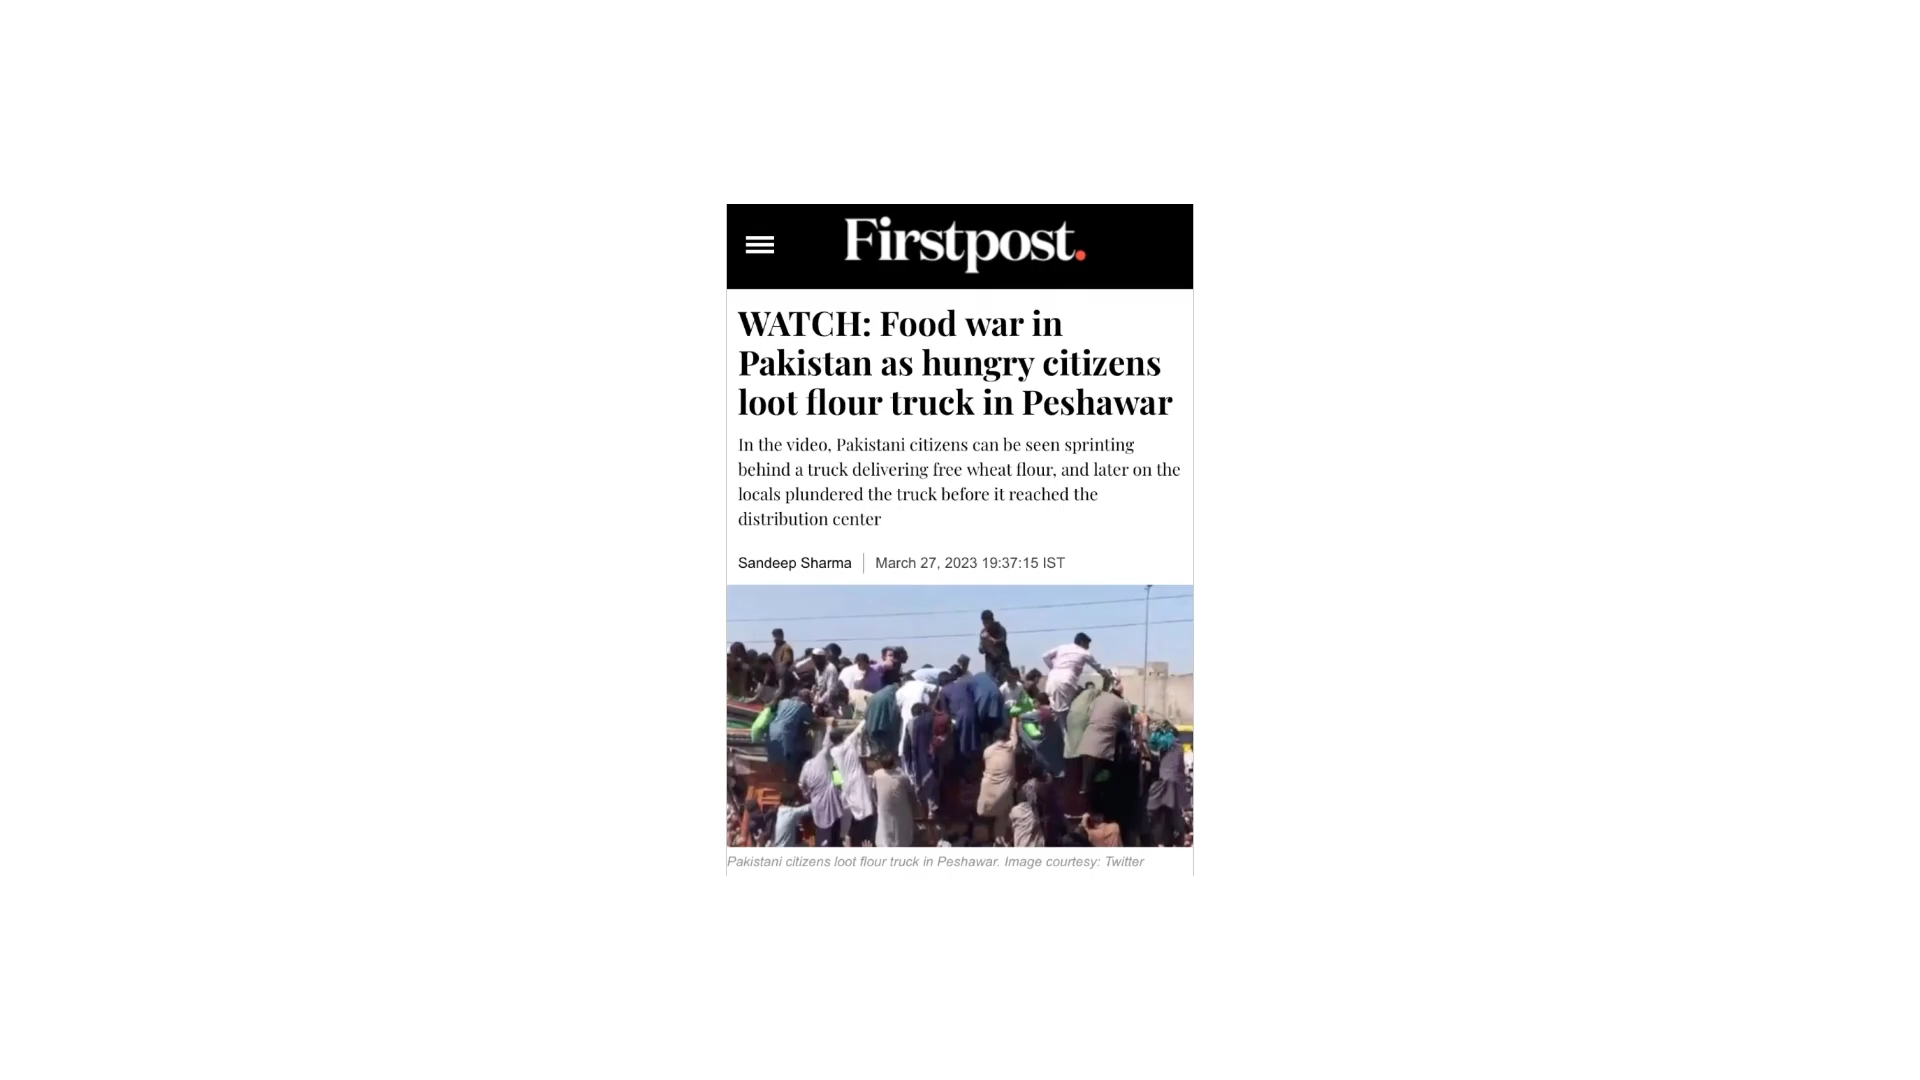 Firstpost.
WATCH: Food war in
Pakistan as hungry citizens
loot flour truck in Peshawar
In the video, Pakistani citizens can be seen sprinting
behind a truck delivering free wheat flour, and later on the
locals plundered the truck before it reached the
distribution center
Sandeep Sharma | March 27, 2023 19:37:15 IST
Pakistani citizens loot flour truck in Peshawar. Image courtesy: Twitter